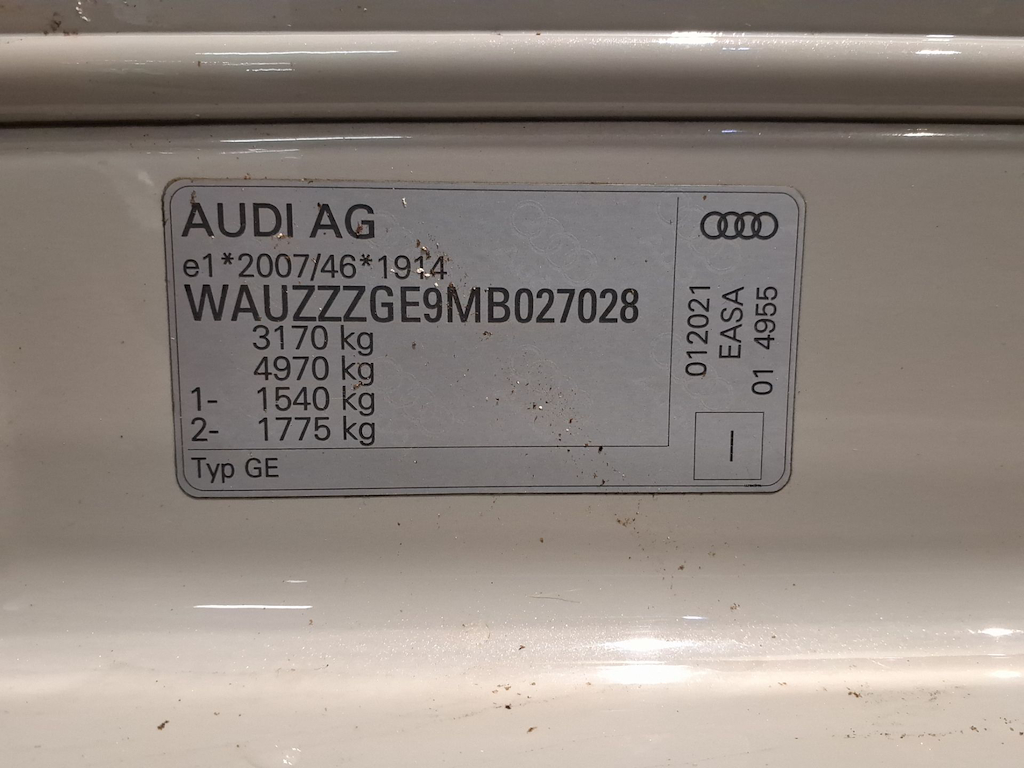 AUDI AG
e1*2007/46*1914
WAUZZZGE9MB027028
3170 kg
4970 kg
1- 1540 kg
2- 1775 kg
Typ GE
012021
EASA
01 4955
I